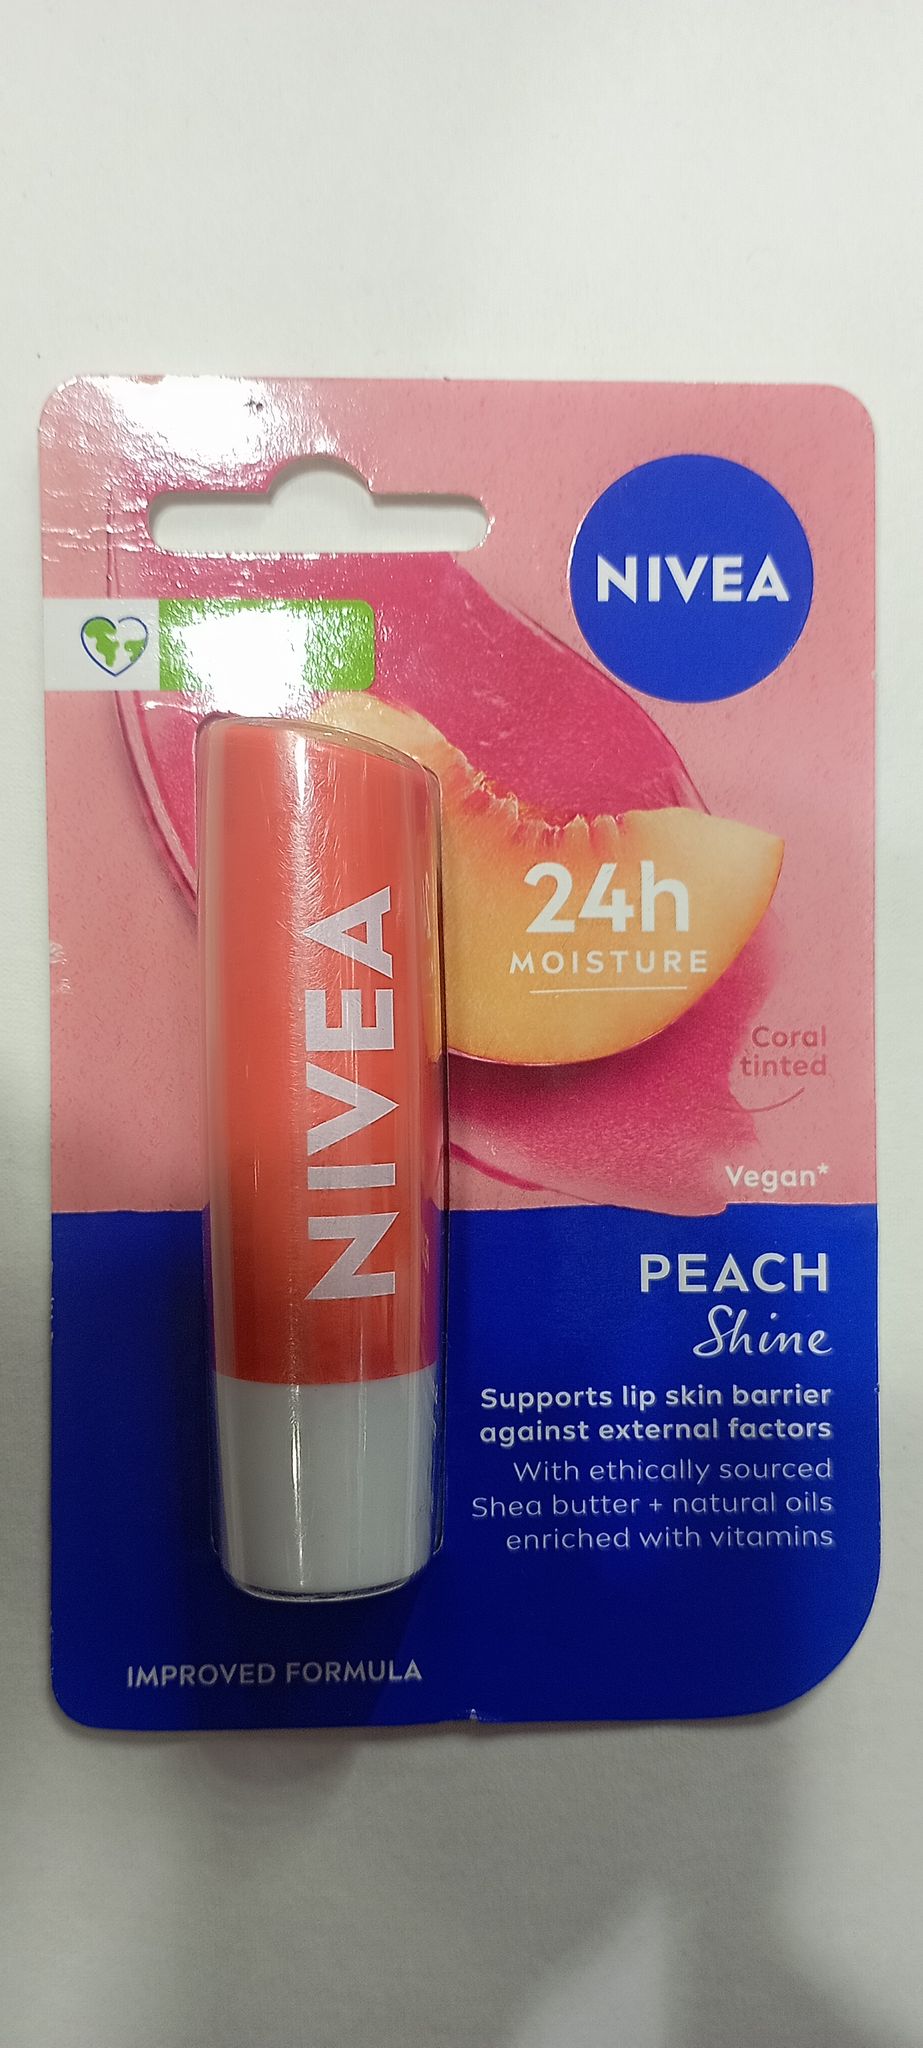 NIVEA
NIVEA
24h
MOISTURE
Coral
tinted
Vegan*
PEACH
Shine
Supports lip skin barrier
against external factors
With ethically sourced
Shea butter + natural oils
enriched with vitamins
IMPROVED FORMULA